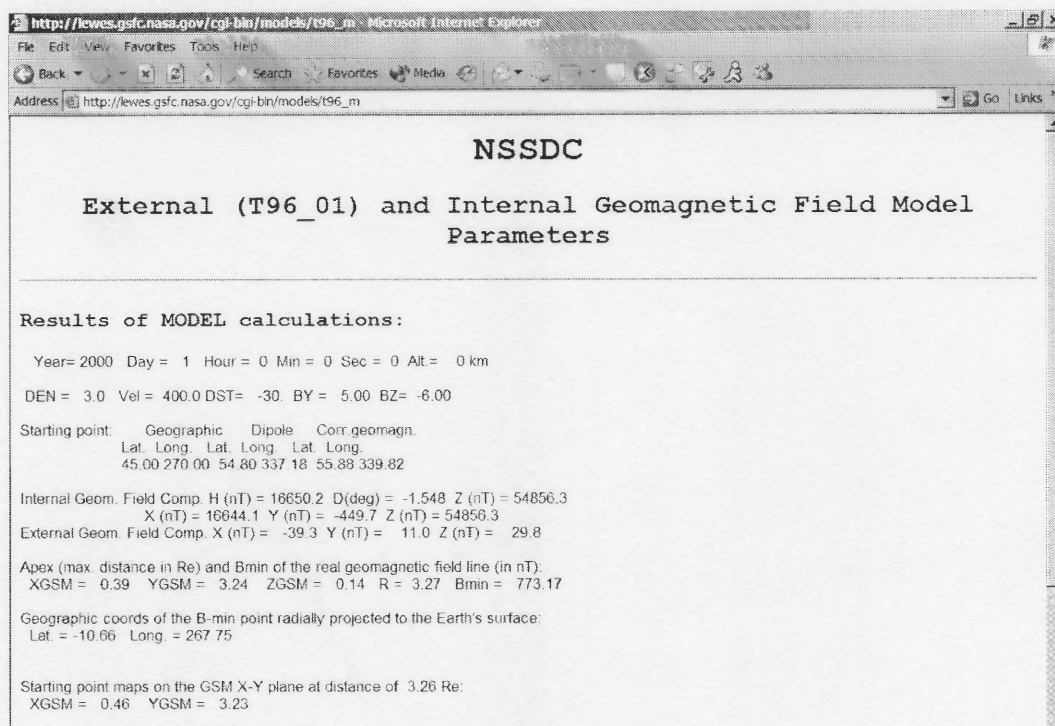 http://lewes.gsfc.nasa.gov/cgi-bin/models/t96_m - Microsoft Internet Explorer
File Edit View Favorites Tools Help
Back Search Favorites Media
Address http://lewes.gsfc.nasa.gov/cgi-bin/models/t96_m Go Links
NSSDC
External (T96_01) and Internal Geomagnetic Field Model
Parameters
Results of MODEL calculations:
Year= 2000 Day = 1 Hour = 0 Min = 0 Sec = 0 Alt.= 0 km
DEN = 3.0 Vel = 400.0 DST= -30. BY = 5.00 BZ= -6.00
Starting point: Geographic Dipole Corr.geomagn.
Lat. Long. Lat. Long. Lat. Long.
45.00 270.00 54.80 337.18 55.88 339.82
Internal Geom. Field Comp. H (nT) = 16650.2 D(deg) = -1.548 Z (nT) = 54856.3
X (nT) = 16644.1 Y (nT) = -449.7 Z (nT) = 54856.3
External Geom. Field Comp. X (nT) = -39.3 Y (nT) = 11.0 Z (nT) = 29.8
Apex (max. distance in Re) and Bmin of the real geomagnetic field line (in nT):
XGSM = 0.39 YGSM = 3.24 ZGSM = 0.14 R = 3.27 Bmin = 773.17
Geographic coords of the B-min point radially projected to the Earth's surface:
Lat. = -10.66 Long. = 267.75
Starting point maps on the GSM X-Y plane at distance of 3.26 Re:
XGSM = 0.46 YGSM = 3.23